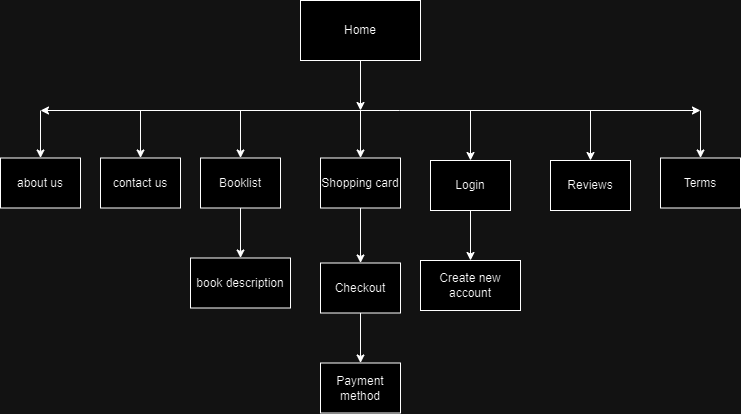 Home
about us
contact us
Booklist
Shopping card
Login
Reviews
Terms
book description
Checkout
Create new
account
Payment
method